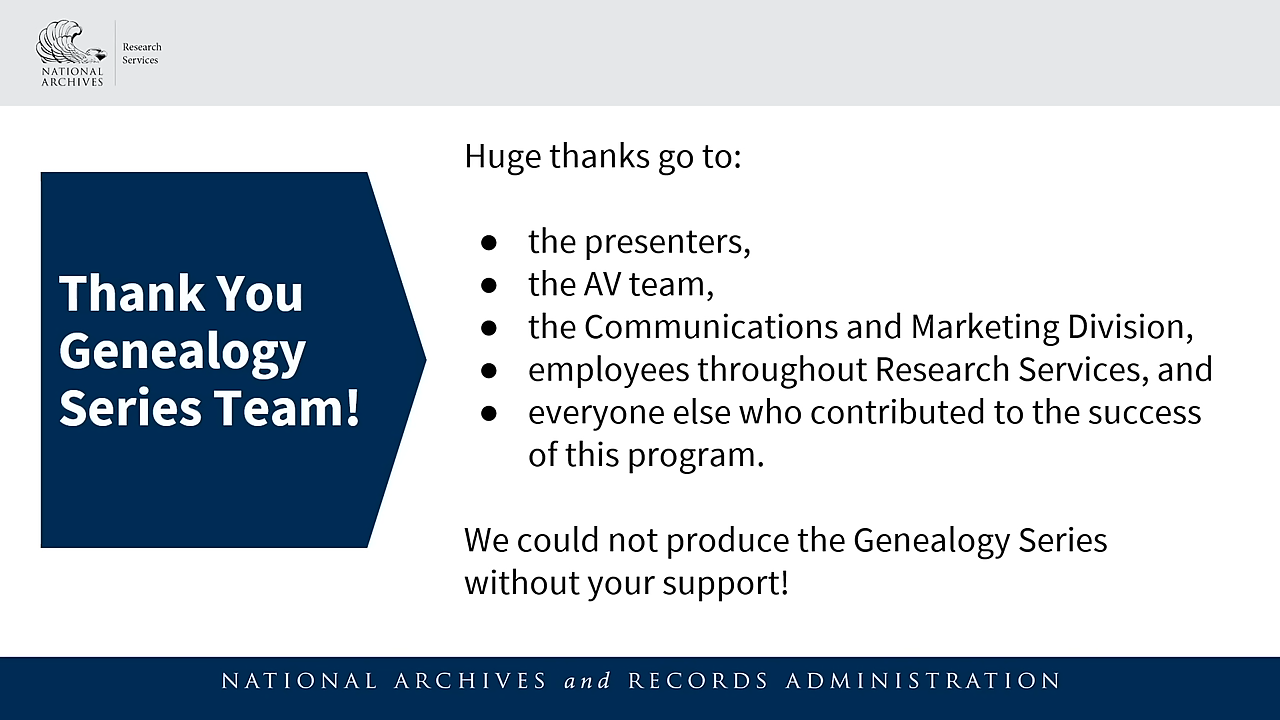 NATIONAL
ARCHIVES
Research
Services
Thank You
Genealogy
Series Team!
Huge thanks go to:
● the presenters,
● the AV team,
● the Communications and Marketing Division,
● employees throughout Research Services, and
● everyone else who contributed to the success
of this program.
We could not produce the Genealogy Series
without your support!
NATIONAL ARCHIVES and RECORDS ADMINISTRATION